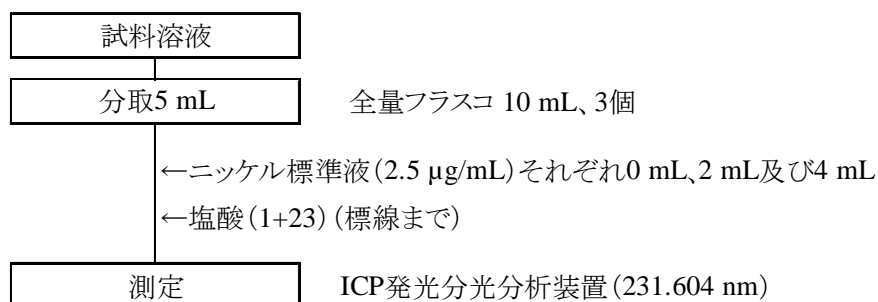 試料溶液
分取5 mL 全量フラスコ 10 mL、3個
←ニッケル標準液(2.5 µg/mL)それぞれ0 mL、2 mL及び4 mL
←塩酸(1+23)(標線まで)
測定 ICP発光分光分析装置(231.604 nm)